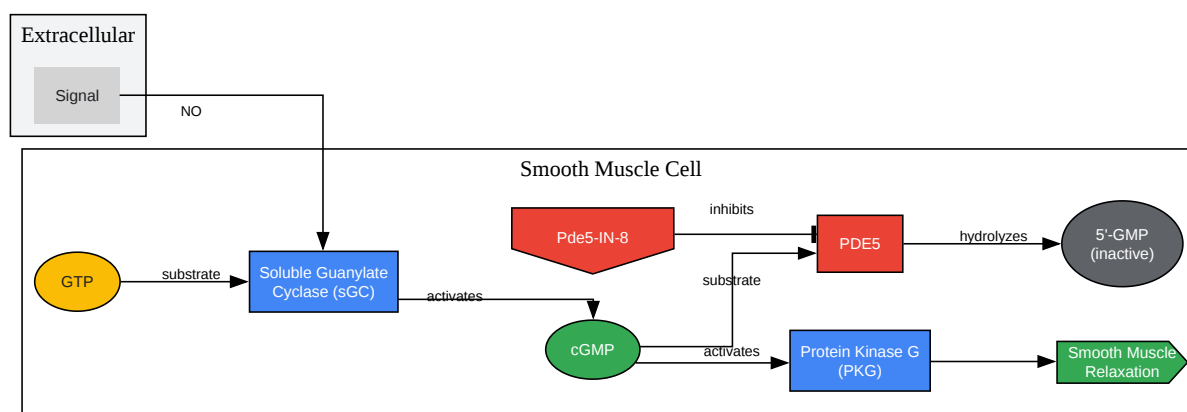 Extracellular
Signal
NO
Smooth Muscle Cell
inhibits
Pde5-IN-8
PDE5
hydrolyzes
5'-GMP
(inactive)
GTP
substrate
Soluble Guanylate
Cyclase (sGC)
activates
substrate
cGMP
activates
Protein Kinase G
(PKG)
Smooth Muscle
Relaxation